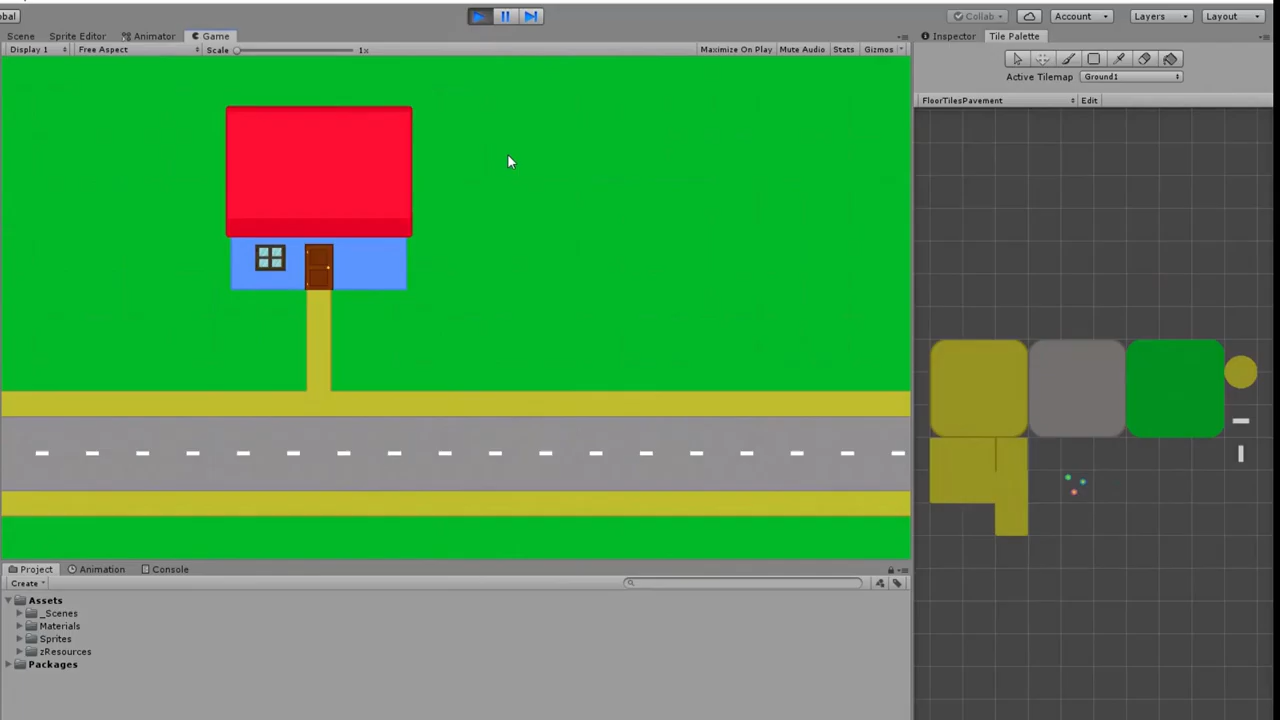 obal Collab Account Layers Layout
Scene Sprite Editor Animator Game Inspector Tile Palette
Display 1 Free Aspect Scale 1x Maximize On Play Mute Audio Stats Gizmos
Active Tilemap Ground1
FloorTilesPavement Edit
Project Animation Console
Create
Assets
_Scenes
Materials
Sprites
zResources
Packages